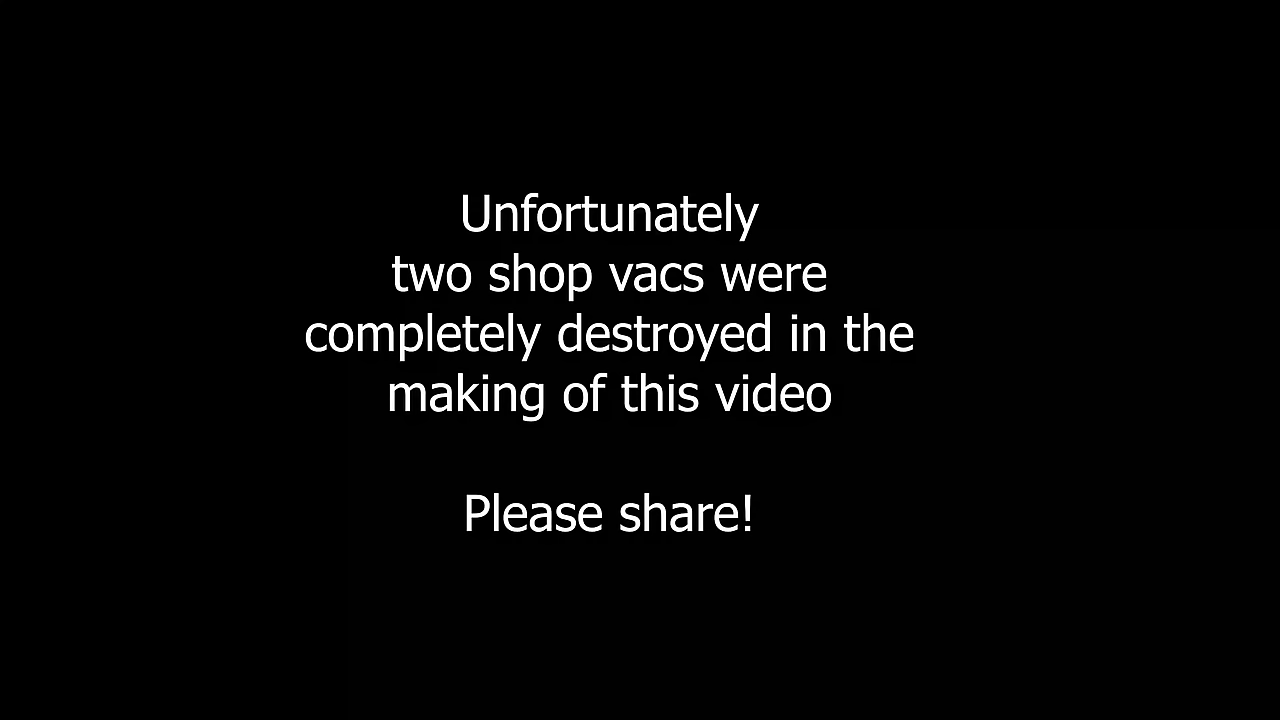 Unfortunately
two shop vacs were
completely destroyed in the
making of this video
Please share!